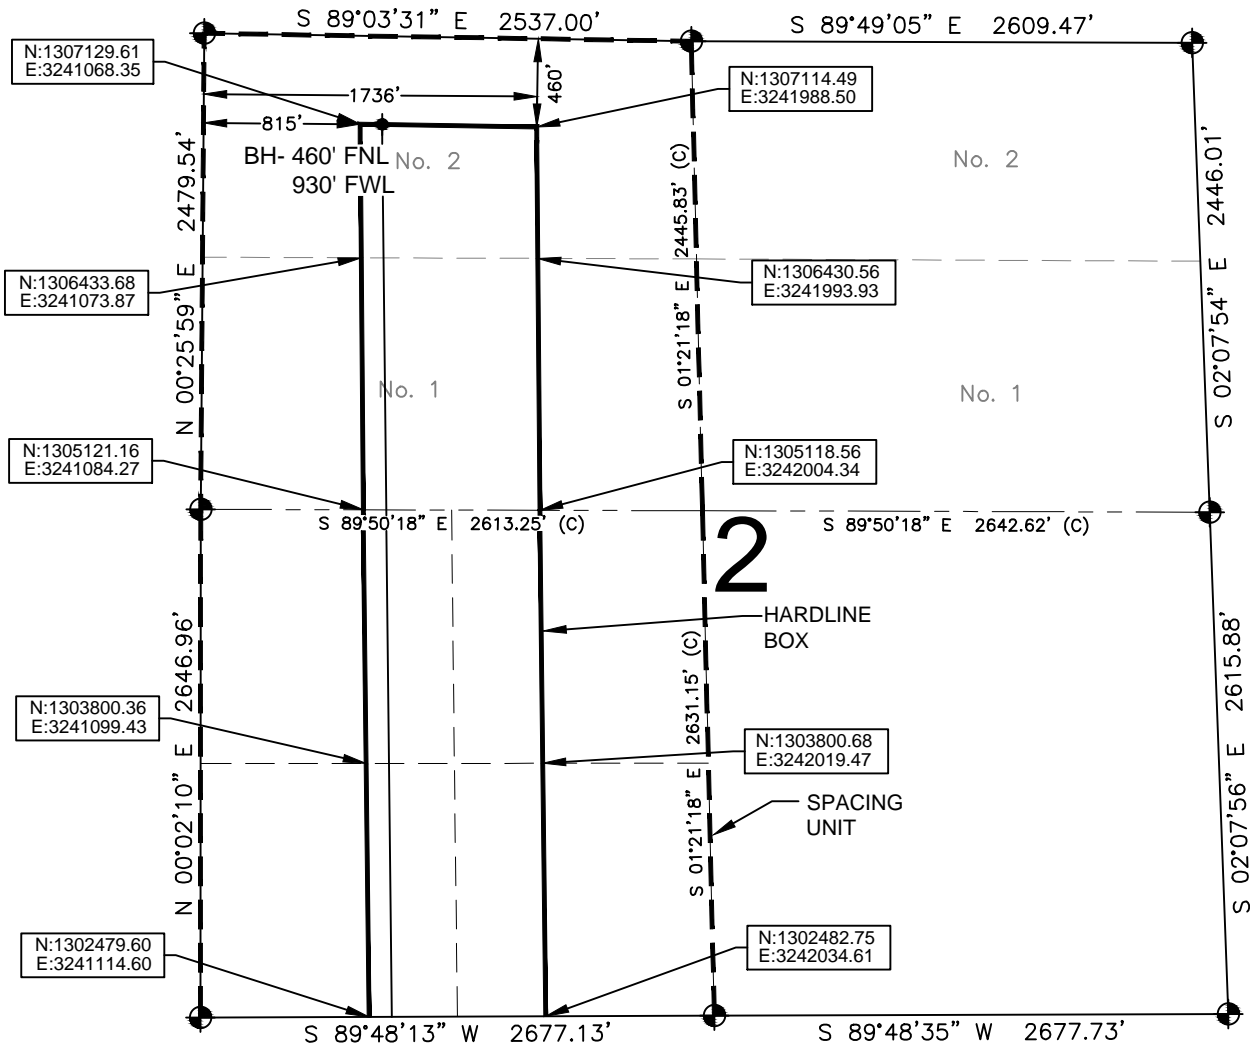 S 89°03'31" E 2537.00'
S 89°49'05" E 2609.47'
N:1307129.61
E:3241068.35
460'
N:1307114.49
E:3241988.50
1736'
815'
BH- 460' FNL
930' FWL
No. 2
No. 2
N 00°25'59" E 2479.54'
S 01°21'18" E 2445.83' (C)
S 02°07'54" E 2446.01'
N:1306433.68
E:3241073.87
N:1306430.56
E:3241993.93
No. 1
No. 1
N:1305121.16
E:3241084.27
N:1305118.56
E:3242004.34
S 89°50'18" E 2613.25' (C)
S 89°50'18" E 2642.62' (C)
2
HARDLINE
BOX
N 00°02'10" E 2646.96'
S 01°21'18" E 2631.15' (C)
S 02°07'56" E 2615.88'
N:1303800.36
E:3241099.43
N:1303800.68
E:3242019.47
SPACING
UNIT
N:1302479.60
E:3241114.60
N:1302482.75
E:3242034.61
S 89°48'13" W 2677.13'
S 89°48'35" W 2677.73'